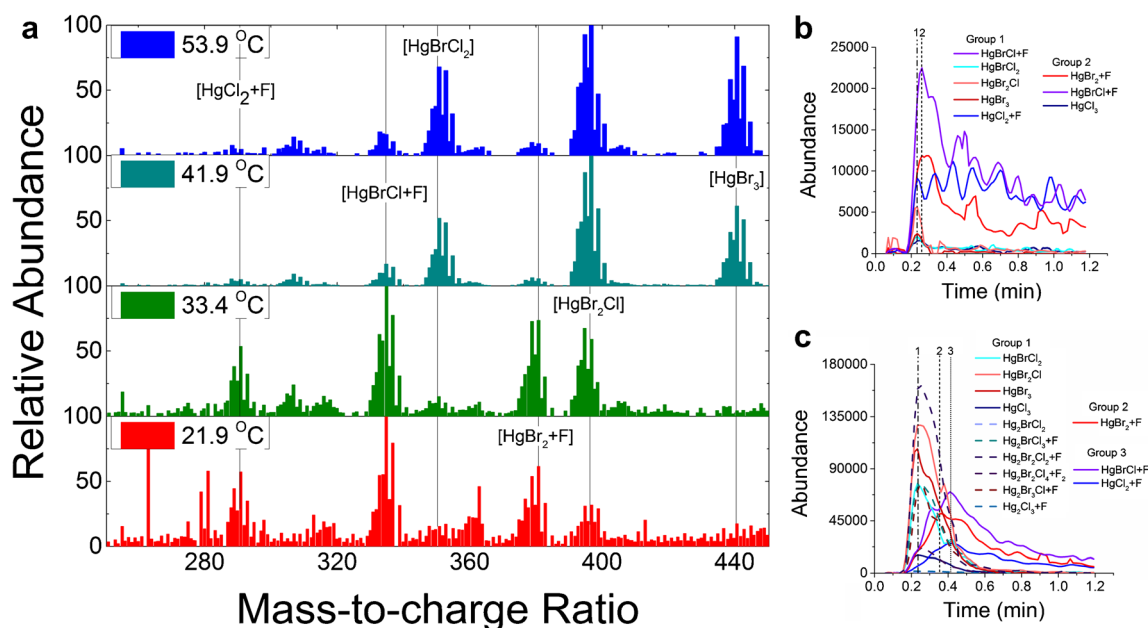 a
Relative Abundance
100
53.9 °C
[HgBrCl₂]
[HgCl₂+F]
50
100
41.9 °C
[HgBrCl+F]
[HgBr₃]
50
100
33.4 °C
[HgBr₂Cl]
50
100
21.9 °C
[HgBr₂+F]
50
0
280 320 360 400 440
Mass-to-charge Ratio
b
12
Group 1
HgBrCl+F
HgBrCl₂
HgBr₂Cl
HgBr₃
HgCl₂+F
Group 2
HgBr₂+F
HgBrCl+F
HgCl₃
Abundance
25000
20000
15000
10000
5000
0
0.0 0.2 0.4 0.6 0.8 1.0 1.2
Time (min)
c
1 2 3
Group 1
HgBrCl₂
HgBr₂Cl
HgBr₃
HgCl₃
Hg₂BrCl₂
Hg₂BrCl₃+F
Hg₂Br₂Cl₂+F
Hg₂Br₂Cl₄+F₂
Hg₂Br₃Cl+F
Hg₂Cl₃+F
Group 2
HgBr₂+F
Group 3
HgBrCl+F
HgCl₂+F
Abundance
180000
135000
90000
45000
0
0.0 0.2 0.4 0.6 0.8 1.0 1.2
Time (min)